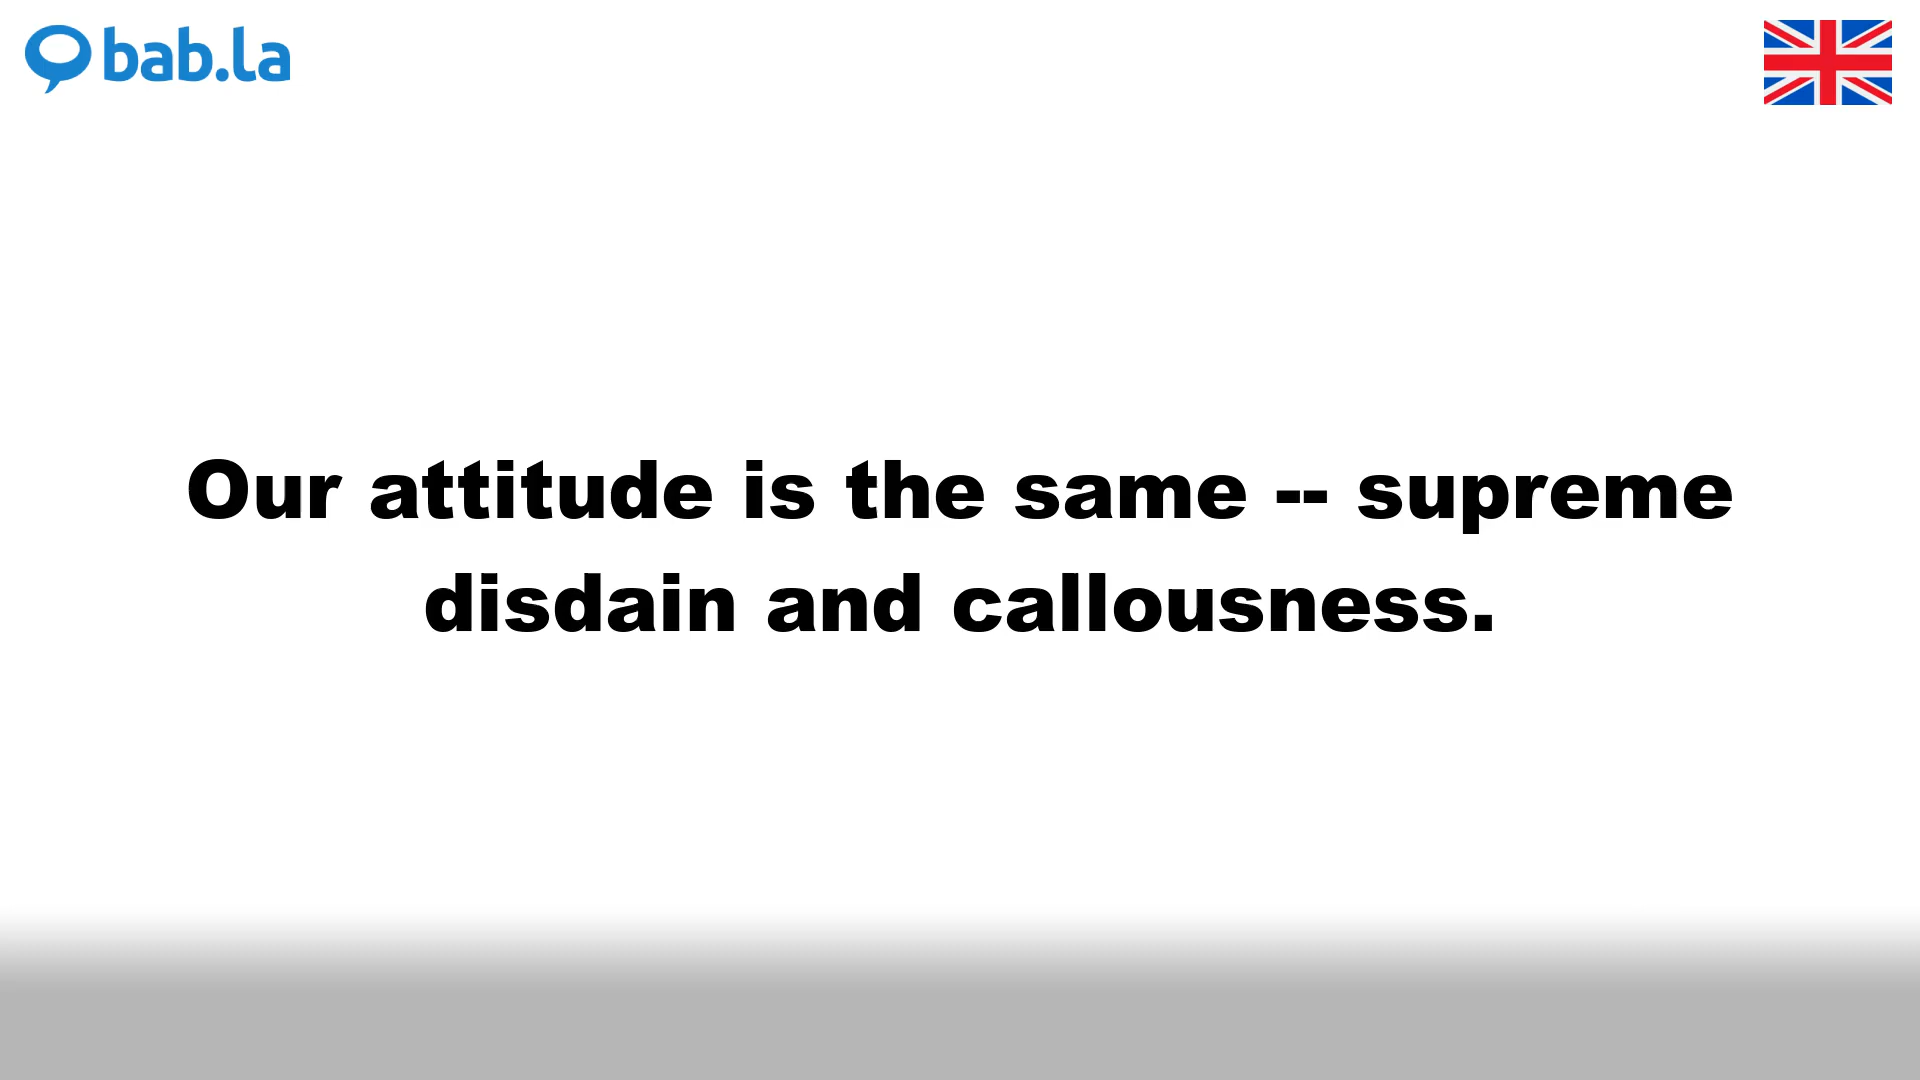 bab.la
Our attitude is the same -- supreme
disdain and callousness.